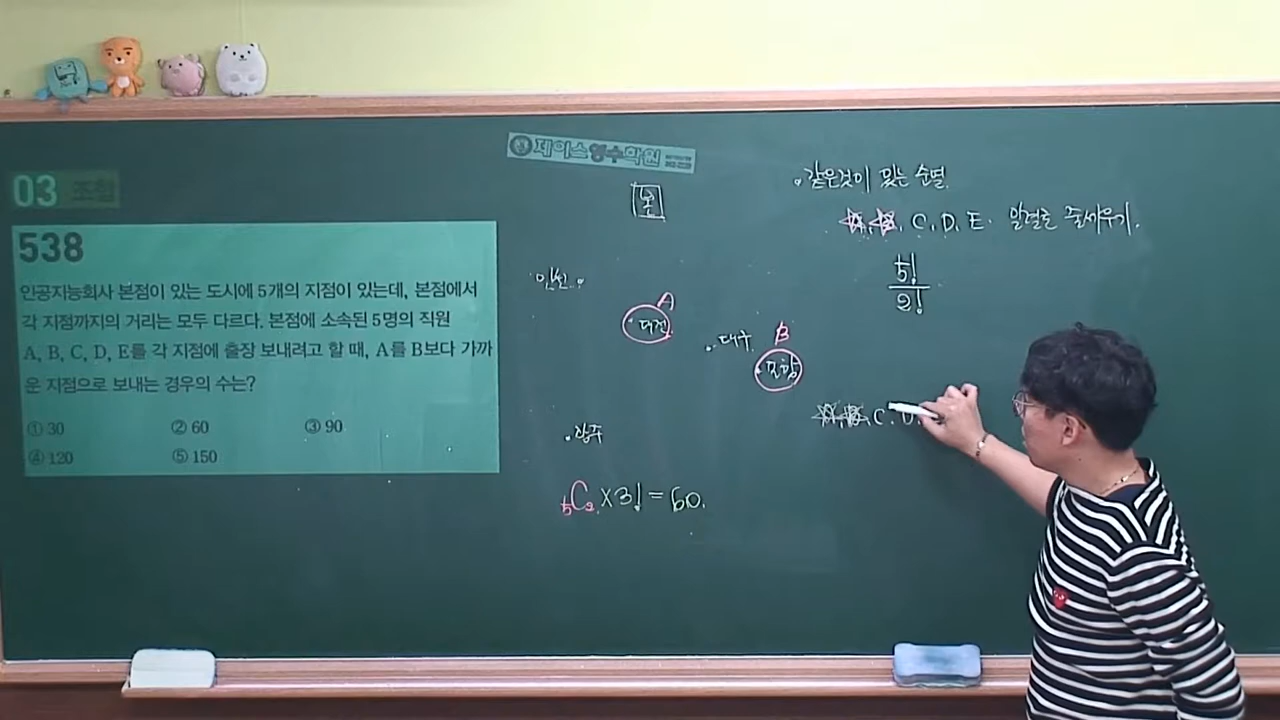 제이스영수학원
03 조합
538
인공지능회사 본점이 있는 도시에 5개의 지점이 있는데, 본점에서
각 지점까지의 거리는 모두 다르다. 본점에 소속된 5명의 직원
A, B, C, D, E를 각 지점에 출장 보내려고 할 때, A를 B보다 가까
운 지점으로 보내는 경우의 수는?
① 30 ② 60 ③ 90
④ 120 ⑤ 150
본
인천.
A
대전
대구
B
포항
광주
₅C₂ × 3! = 60.
· 같은것이 있는 순열.
C, D, E. 일렬로 줄세우기.
5!
2!
C. D.